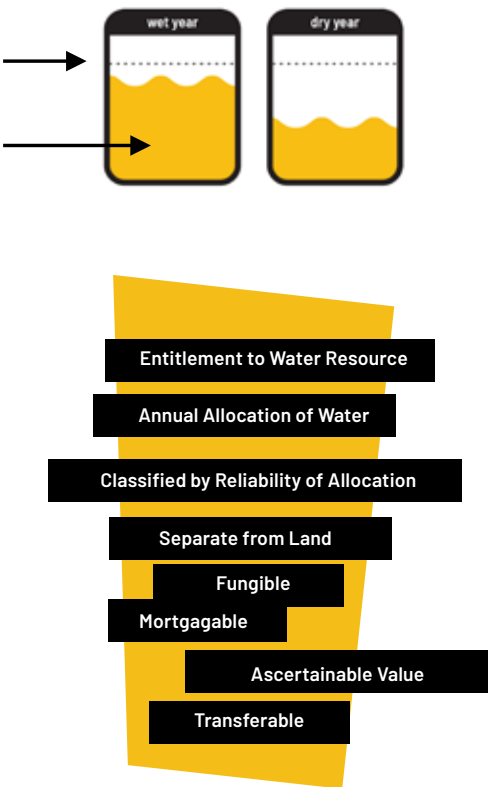 wet year
dry year
Entitlement to Water Resource
Annual Allocation of Water
Classified by Reliability of Allocation
Separate from Land
Fungible
Mortgagable
Ascertainable Value
Transferable